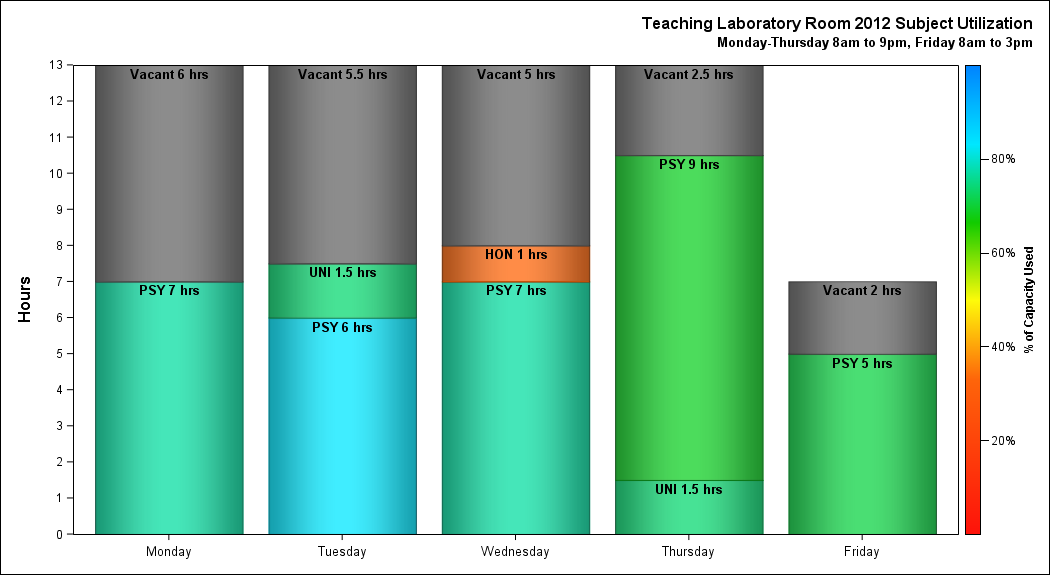 Teaching Laboratory Room 2012 Subject Utilization
Monday-Thursday 8am to 9pm, Friday 8am to 3pm
13
12
11
10
9
8
7
6
5
4
3
2
1
0
Hours
Vacant 6 hrs
PSY 7 hrs
Vacant 5.5 hrs
UNI 1.5 hrs
PSY 6 hrs
Vacant 5 hrs
HON 1 hrs
PSY 7 hrs
Vacant 2.5 hrs
PSY 9 hrs
UNI 1.5 hrs
Vacant 2 hrs
PSY 5 hrs
Monday
Tuesday
Wednesday
Thursday
Friday
80%
60%
40%
20%
% of Capacity Used